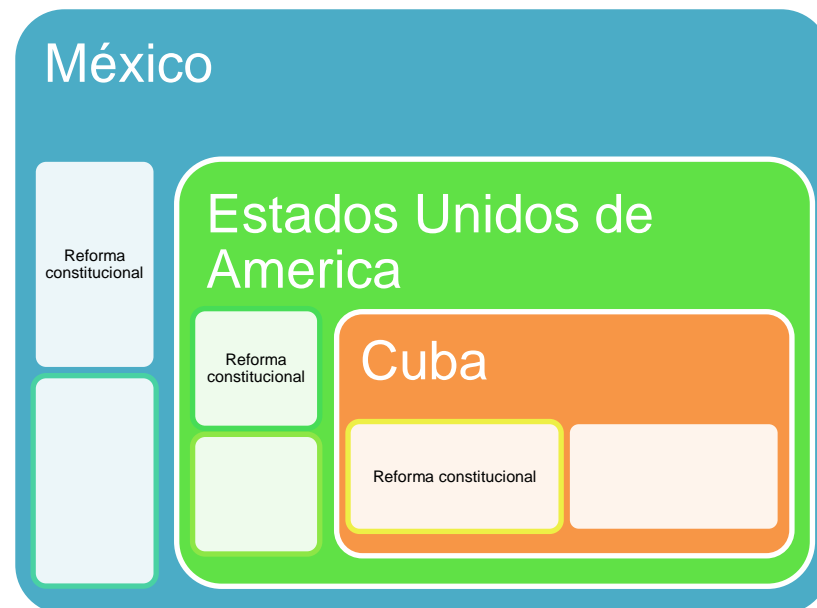 México
Reforma
constitucional
Estados Unidos de
America
Reforma
constitucional
Cuba
Reforma constitucional